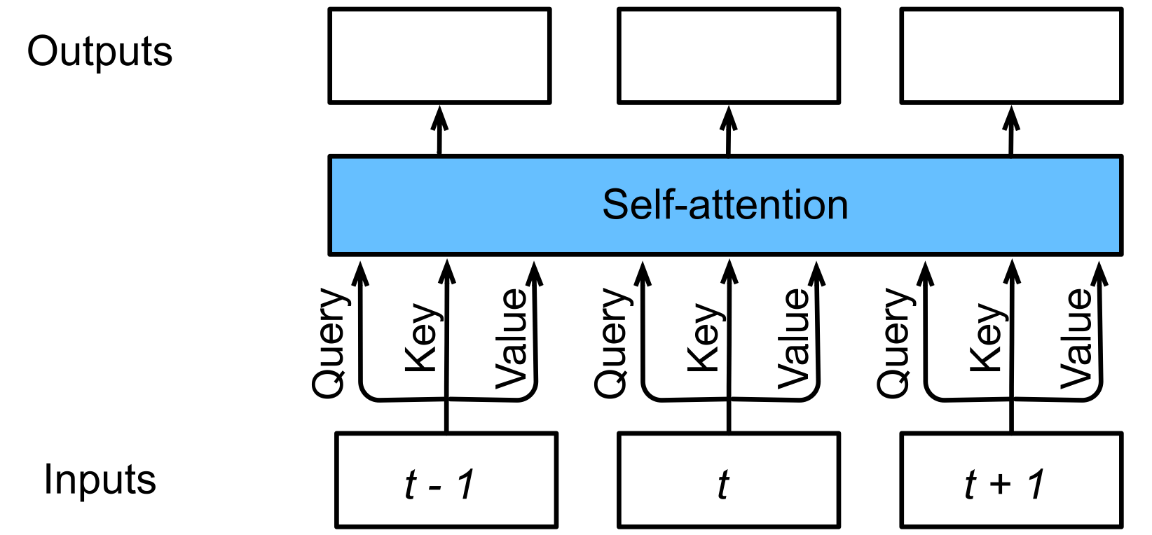 Outputs
Self-attention
Query Key Value Query Key Value Query Key Value
Inputs t - 1 t t + 1